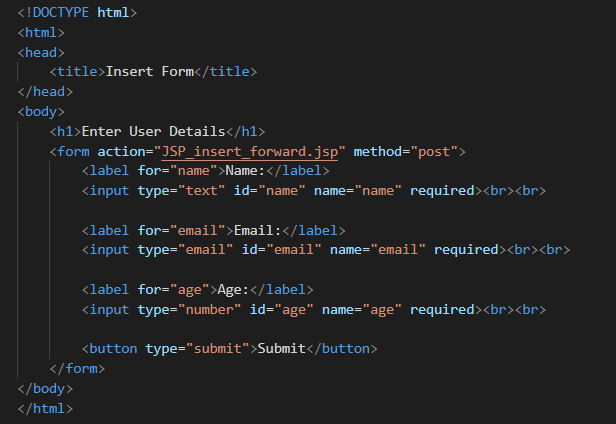 <!DOCTYPE html>
<html>
<head>
    <title>Insert Form</title>
</head>
<body>
    <h1>Enter User Details</h1>
    <form action="JSP_insert_forward.jsp" method="post">
        <label for="name">Name:</label>
        <input type="text" id="name" name="name" required><br><br>

        <label for="email">Email:</label>
        <input type="email" id="email" name="email" required><br><br>

        <label for="age">Age:</label>
        <input type="number" id="age" name="age" required><br><br>

        <button type="submit">Submit</button>
    </form>
</body>
</html>